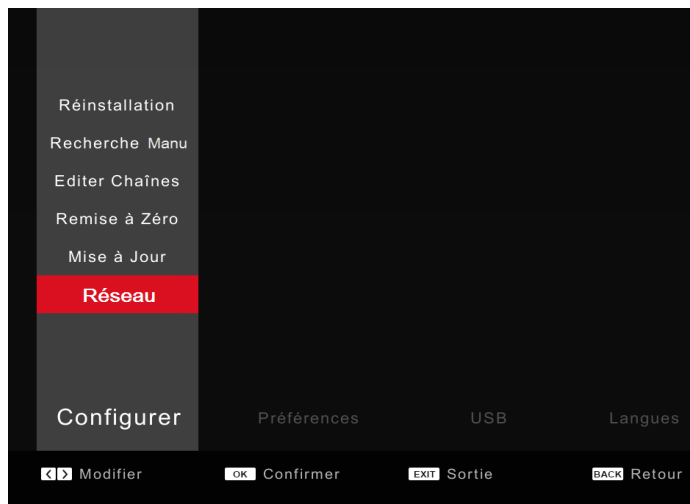 Réinstallation
Recherche Manu
Editer Chaînes
Remise à Zéro
Mise à Jour
Réseau
Configurer Préférences USB Langues
< > Modifier OK Confirmer EXIT Sortie BACK Retour